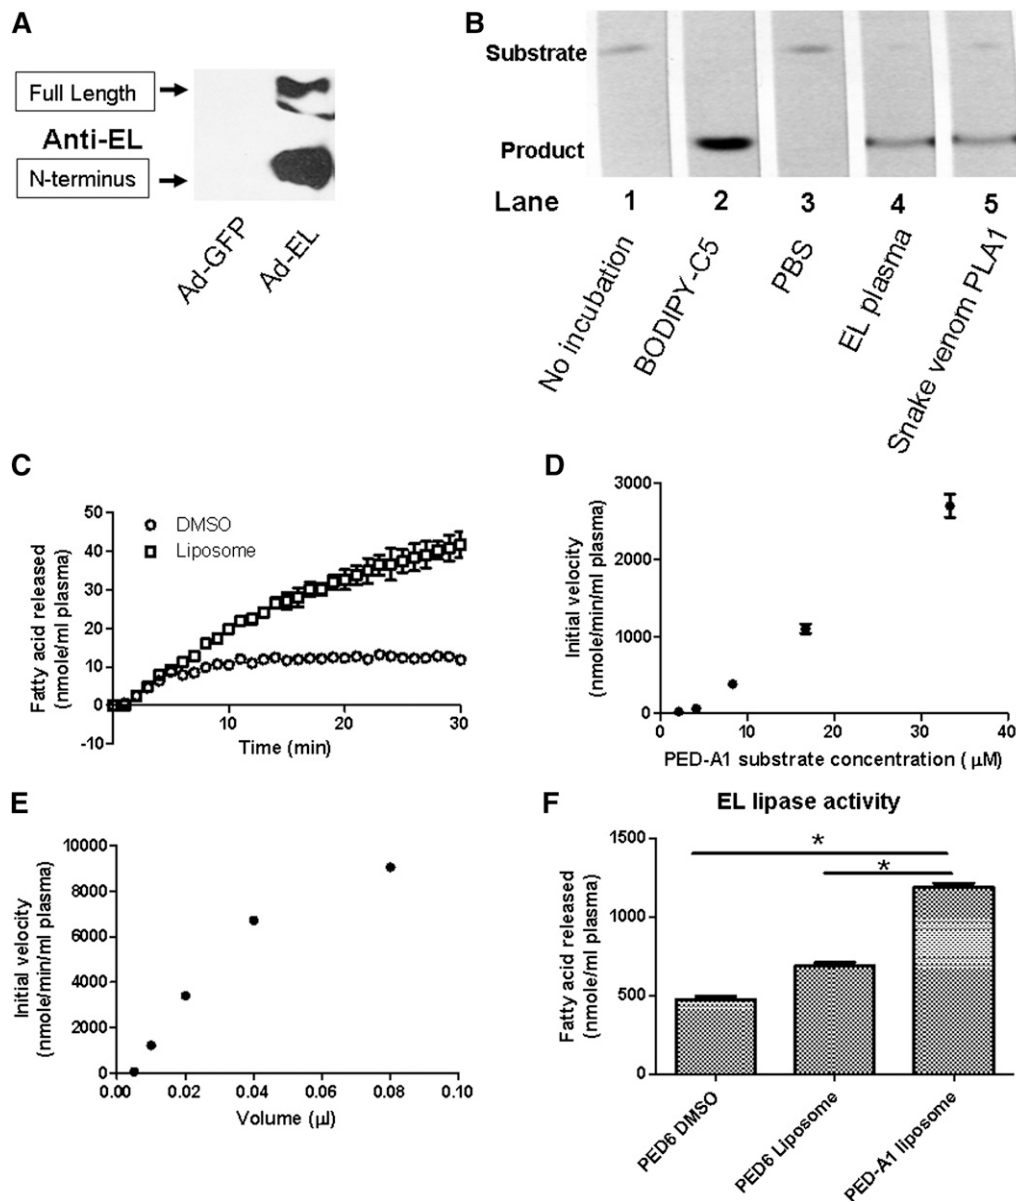 A
Full Length
Anti-EL
N-terminus
Ad-GFP
Ad-EL
B
Substrate
Product
Lane 1 2 3 4 5
No incubation
BODIPY-C5
PBS
EL plasma
Snake venom PLA1
C
Fatty acid released
(nmole/ml plasma)
50
40
30
20
10
0
-10
DMSO
Liposome
10 20 30
Time (min)
D
Initial velocity
(nmole/min/ml plasma)
3000
2000
1000
0
0 10 20 30 40
PED-A1 substrate concentration ( μM)
E
Initial velocity
(nmole/min/ml plasma)
10000
8000
6000
4000
2000
0
0.00 0.02 0.04 0.06 0.08 0.10
Volume (μl)
F
EL lipase activity
Fatty acid released
(nmole/ml plasma)
1500
1000
500
0
*
*
PED6 DMSO
PED6 Liposome
PED-A1 liposome